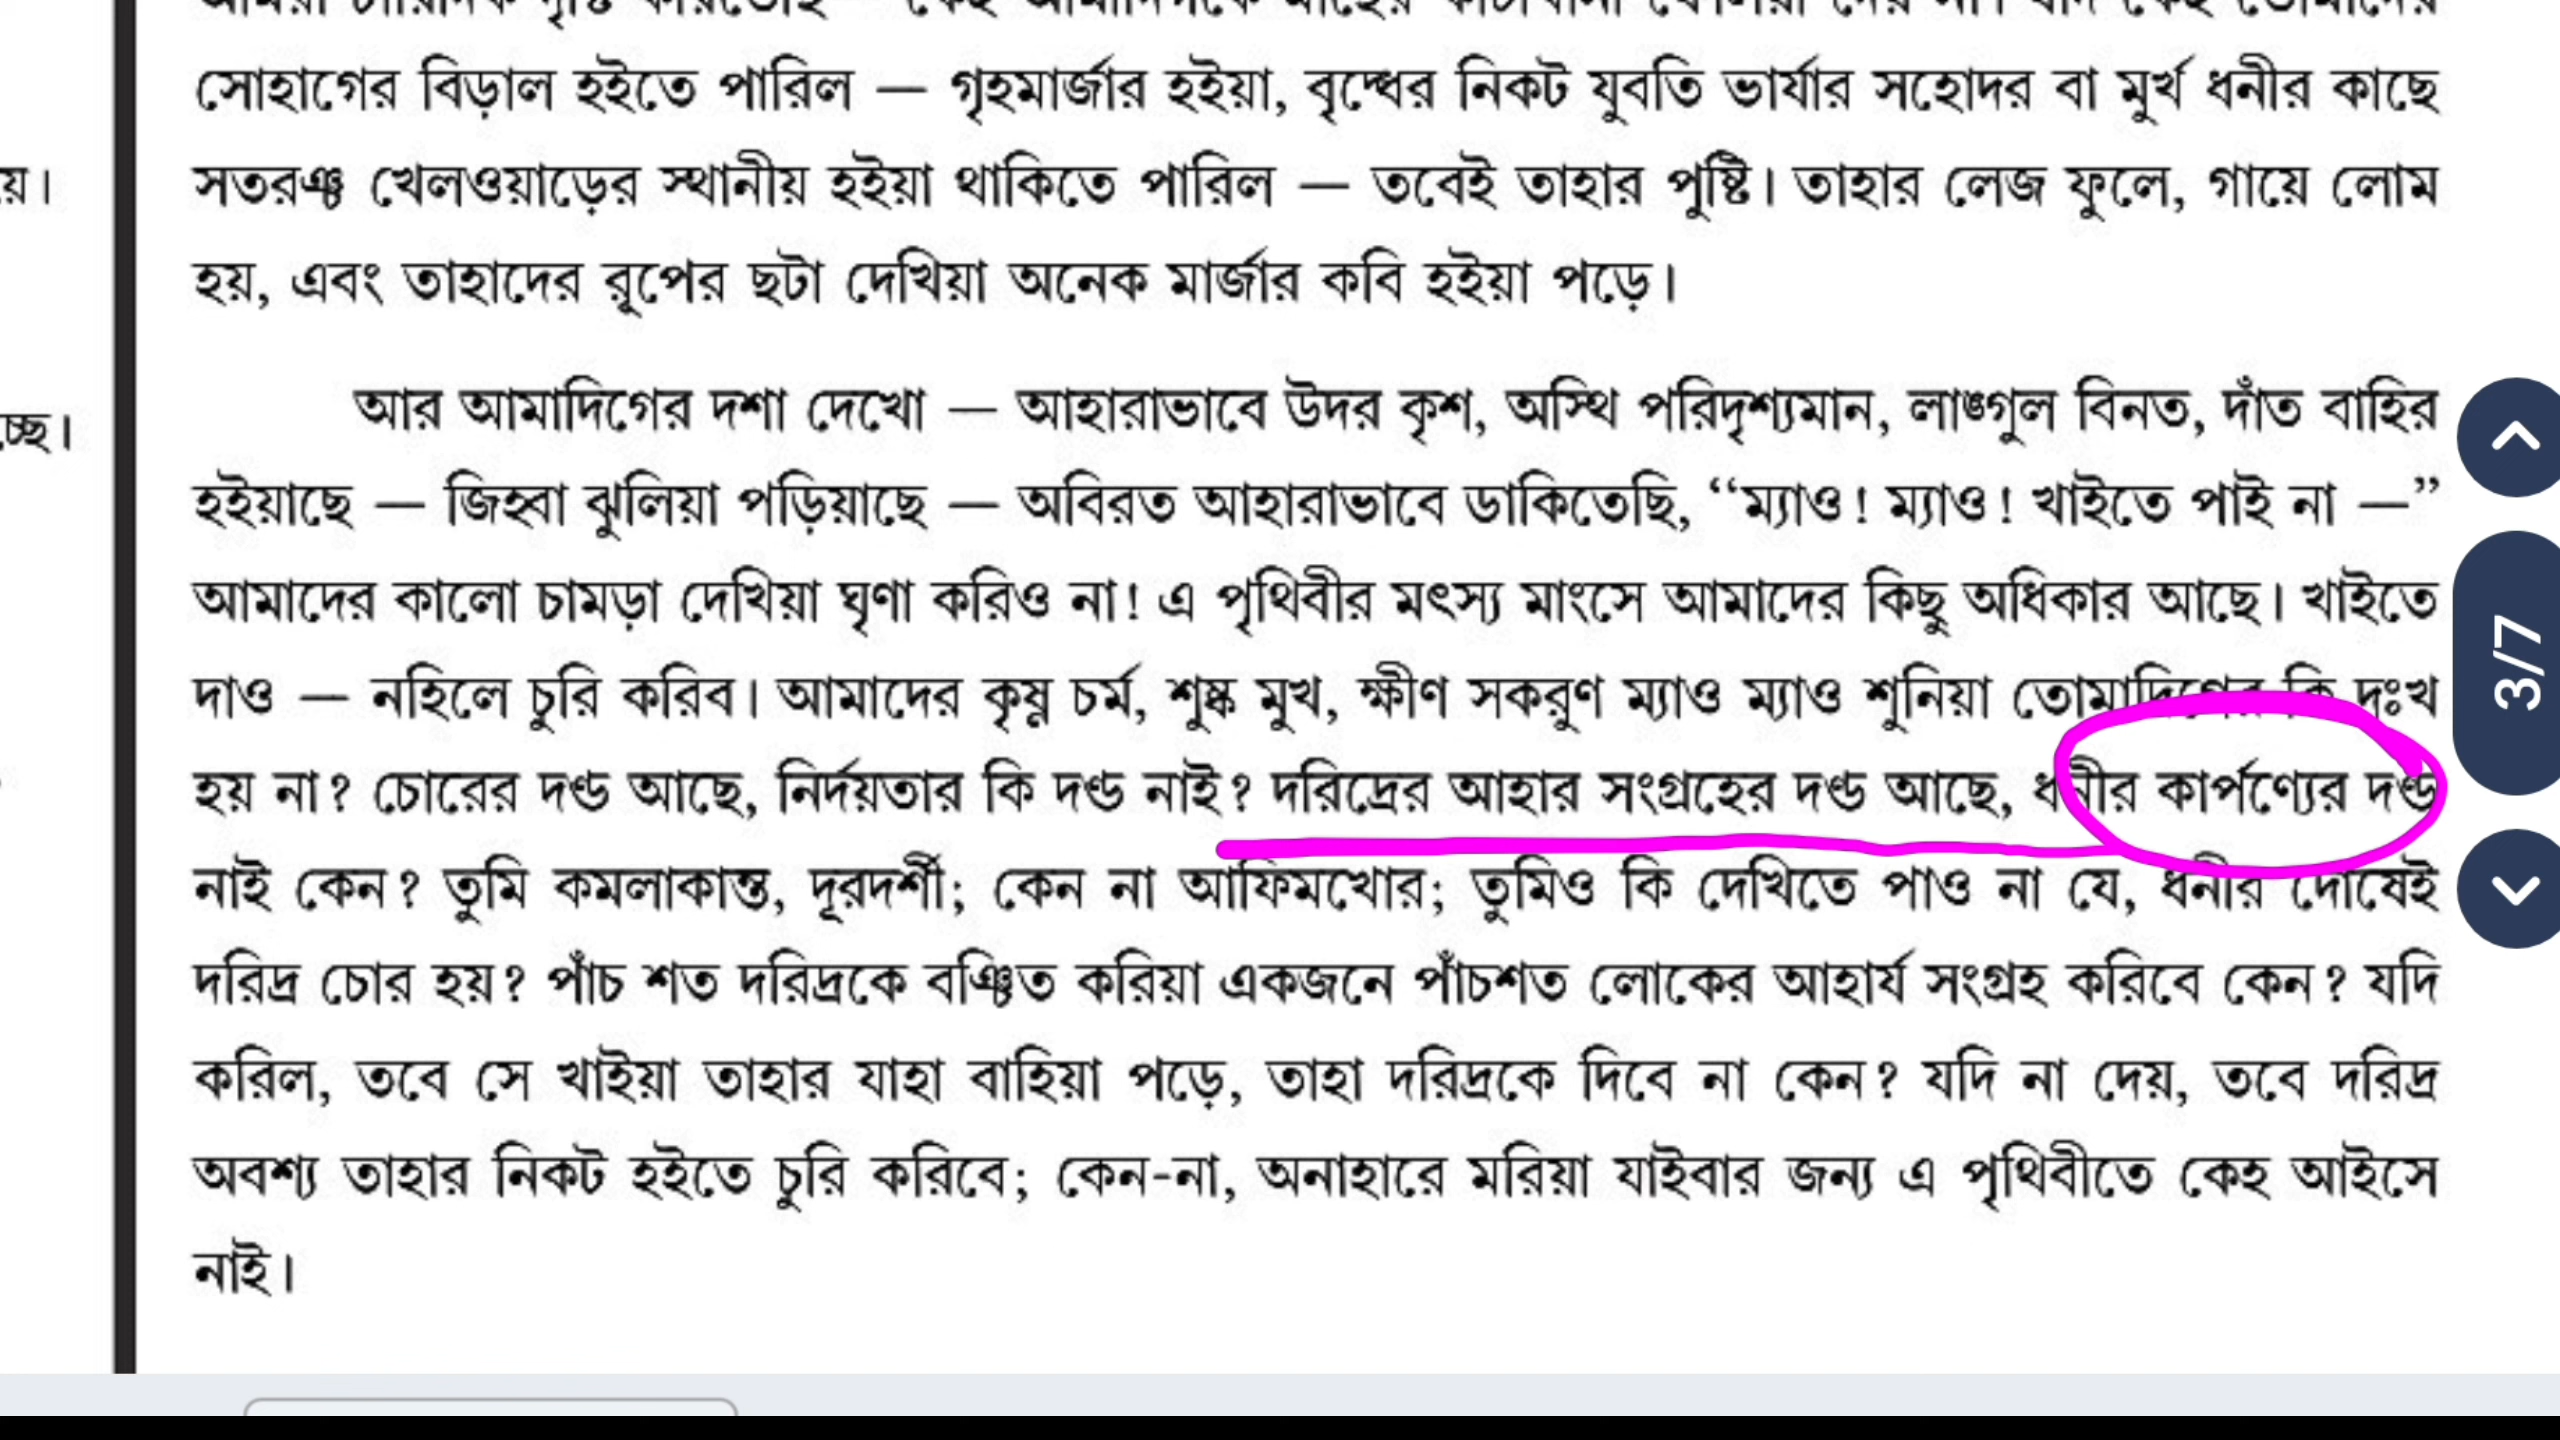 য়।
চ্ছে।
সোহাগের বিড়াল হইতে পারিল — গৃহমার্জার হইয়া, বৃদ্ধের নিকট যুবতি ভার্যার সহোদর বা মুর্খ ধনীর কাছে
সতরঞ্চ খেলওয়াড়ের স্থানীয় হইয়া থাকিতে পারিল — তবেই তাহার পুষ্টি। তাহার লেজ ফুলে, গায়ে লোম
হয়, এবং তাহাদের রূপের ছটা দেখিয়া অনেক মার্জার কবি হইয়া পড়ে।
আর আমাদিগের দশা দেখো — আহারাভাবে উদর কৃশ, অস্থি পরিদৃশ্যমান, লাঙ্গুল বিনত, দাঁত বাহির
হইয়াছে — জিহ্বা ঝুলিয়া পড়িয়াছে — অবিরত আহারাভাবে ডাকিতেছি, “ম্যাও! ম্যাও! খাইতে পাই না —”
আমাদের কালো চামড়া দেখিয়া ঘৃণা করিও না! এ পৃথিবীর মৎস্য মাংসে আমাদের কিছু অধিকার আছে। খাইতে
দাও — নহিলে চুরি করিব। আমাদের কৃষ্ণ চর্ম, শুষ্ক মুখ, ক্ষীণ সকরুণ ম্যাও ম্যাও শুনিয়া তোমাদিগের কি দুঃখ
হয় না? চোরের দণ্ড আছে, নির্দয়তার কি দণ্ড নাই? দরিদ্রের আহার সংগ্রহের দণ্ড আছে, ধনীর কার্পণ্যের দণ্ড
নাই কেন? তুমি কমলাকান্ত, দূরদর্শী; কেন না আফিমখোর; তুমিও কি দেখিতে পাও না যে, ধনীর দোষেই
দরিদ্র চোর হয়? পাঁচ শত দরিদ্রকে বঞ্চিত করিয়া একজনে পাঁচশত লোকের আহার্য সংগ্রহ করিবে কেন? যদি
করিল, তবে সে খাইয়া তাহার যাহা বাহিয়া পড়ে, তাহা দরিদ্রকে দিবে না কেন? যদি না দেয়, তবে দরিদ্র
অবশ্য তাহার নিকট হইতে চুরি করিবে; কেন-না, অনাহারে মরিয়া যাইবার জন্য এ পৃথিবীতে কেহ আইসে
নাই।
3/7